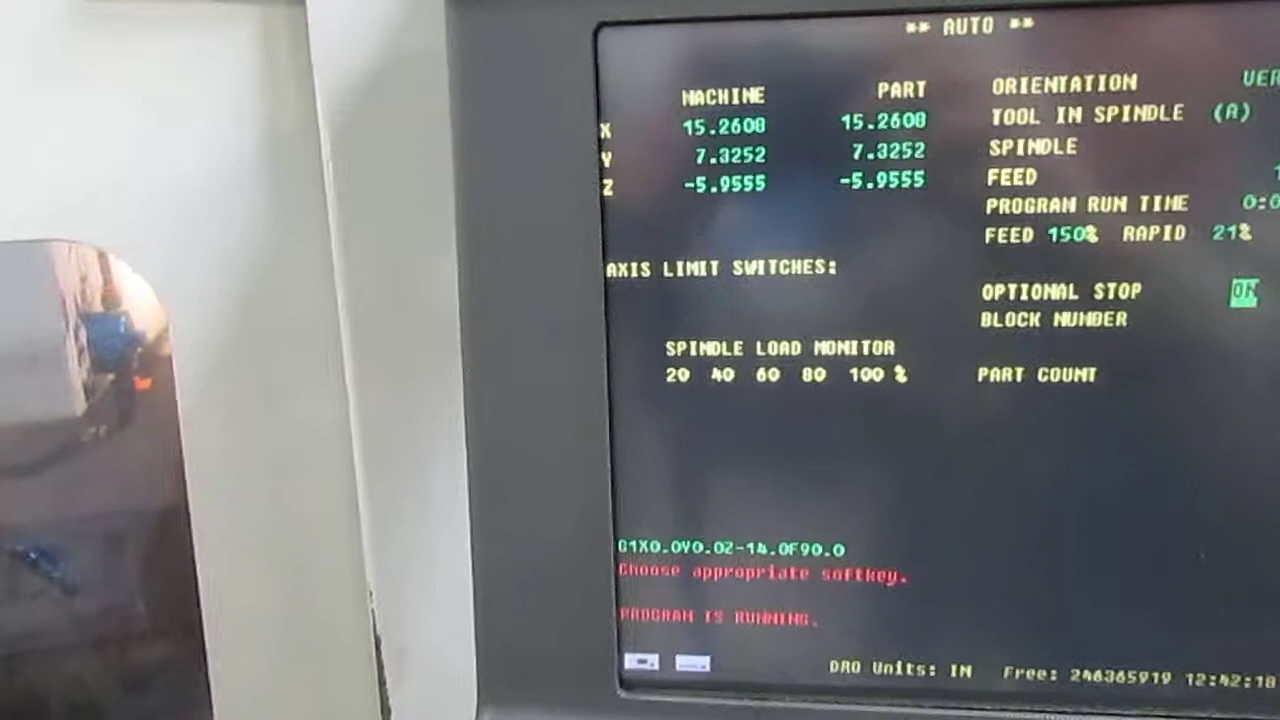 ** AUTO **
MACHINE PART
X 15.2608 15.2608
Y 7.3252 7.3252
Z -5.9555 -5.9555
AXIS LIMIT SWITCHES:
SPINDLE LOAD MONITOR
20 40 60 80 100 %
ORIENTATION VER
TOOL IN SPINDLE (A)
SPINDLE
FEED 1
PROGRAM RUN TIME 0:0
FEED 150% RAPID 21%
OPTIONAL STOP ON
BLOCK NUMBER
PART COUNT
G1X0.0Y0.0Z-14.0F90.0
Choose appropriate softkey.
PROGRAM IS RUNNING.
DRO Units: IN Free: 246365919 12:42:18